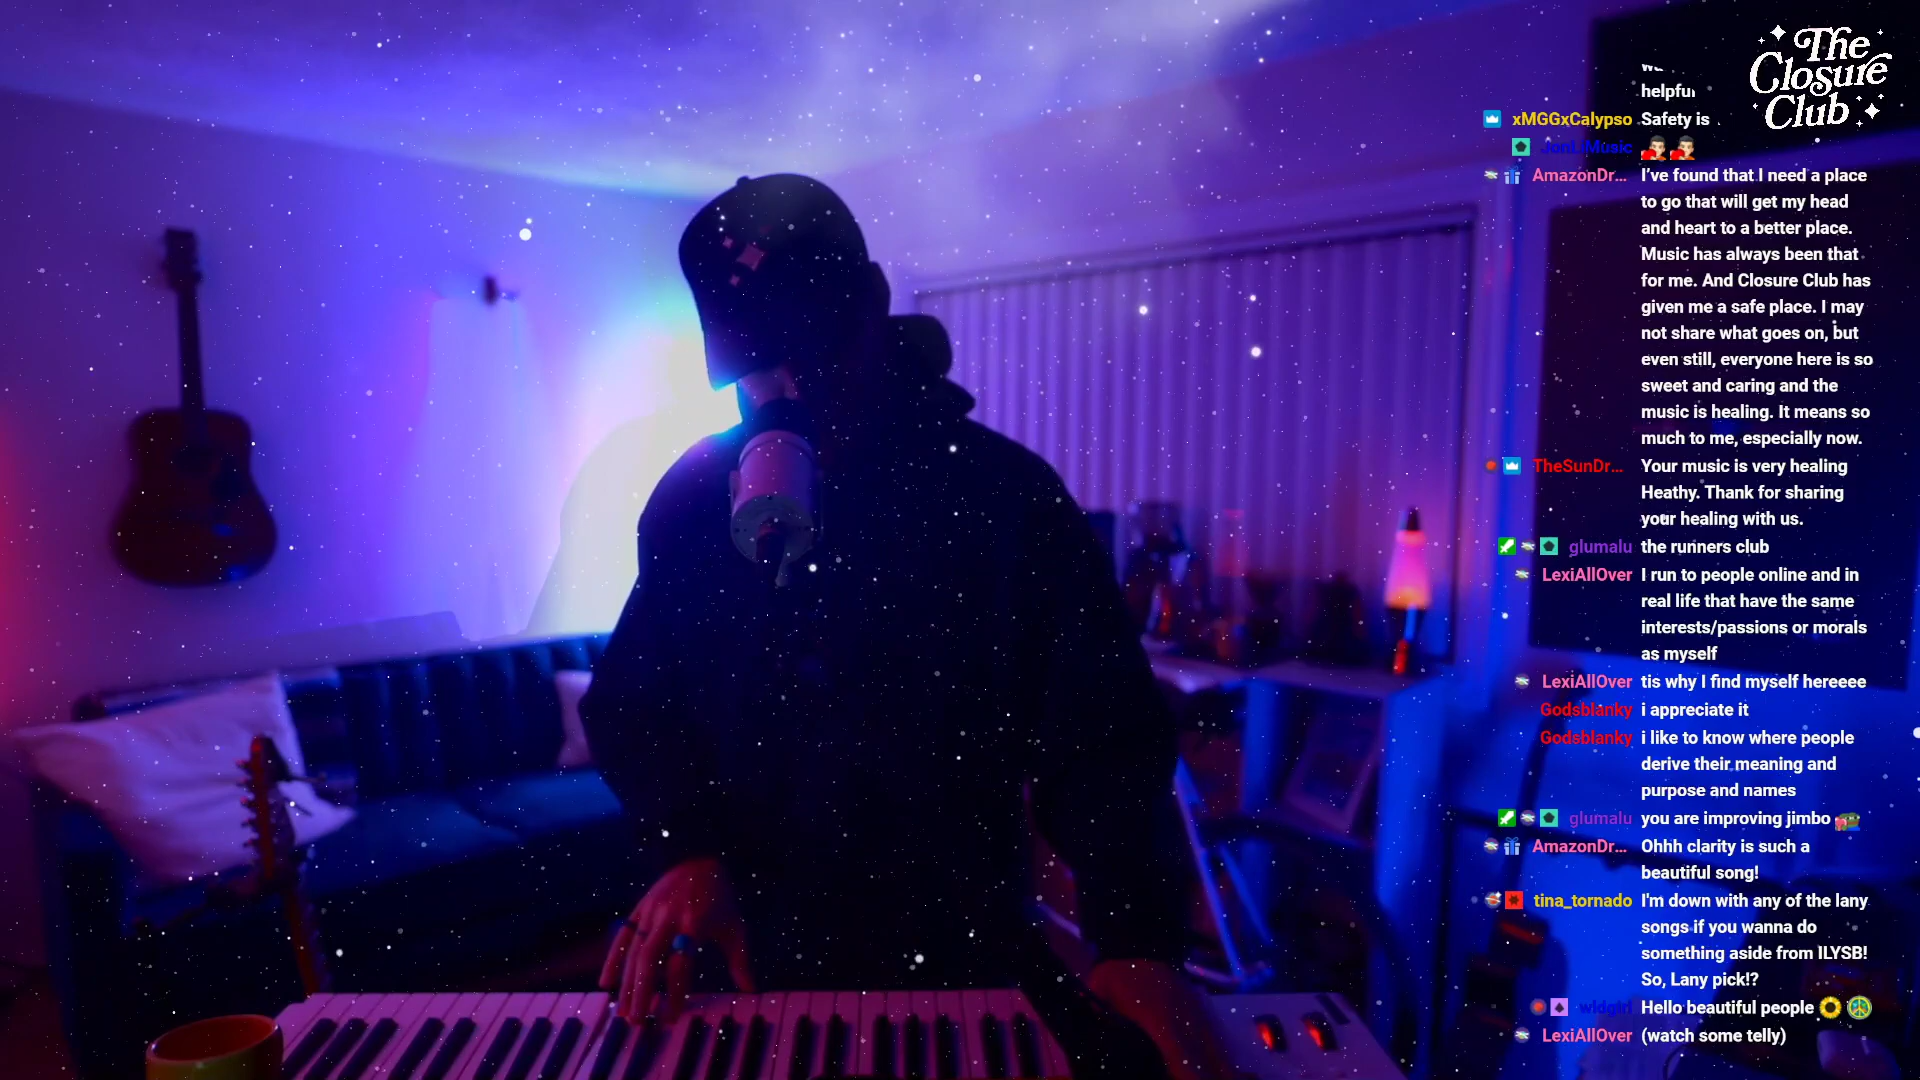 The
Closure
Club
helpful
xMGGxCalypso Safety is
JonLiMusic
AmazonDr... I've found that I need a place
to go that will get my head
and heart to a better place.
Music has always been that
for me. And Closure Club has
given me a safe place. I may
not share what goes on, but
even still, everyone here is so
sweet and caring and the
music is healing. It means so
much to me, especially now.
TheSunDr... Your music is very healing
Heathy. Thank for sharing
your healing with us.
glumalu the runners club
LexiAllOver I run to people online and in
real life that have the same
interests/passions or morals
as myself
LexiAllOver tis why I find myself hereeee
Godsblanky i appreciate it
Godsblanky i like to know where people
derive their meaning and
purpose and names
glumalu you are improving jimbo
AmazonDr... Ohhh clarity is such a
beautiful song!
tina_tornado I'm down with any of the lany
songs if you wanna do
something aside from ILYSB!
So, Lany pick!?
widgirl Hello beautiful people
LexiAllOver (watch some telly)